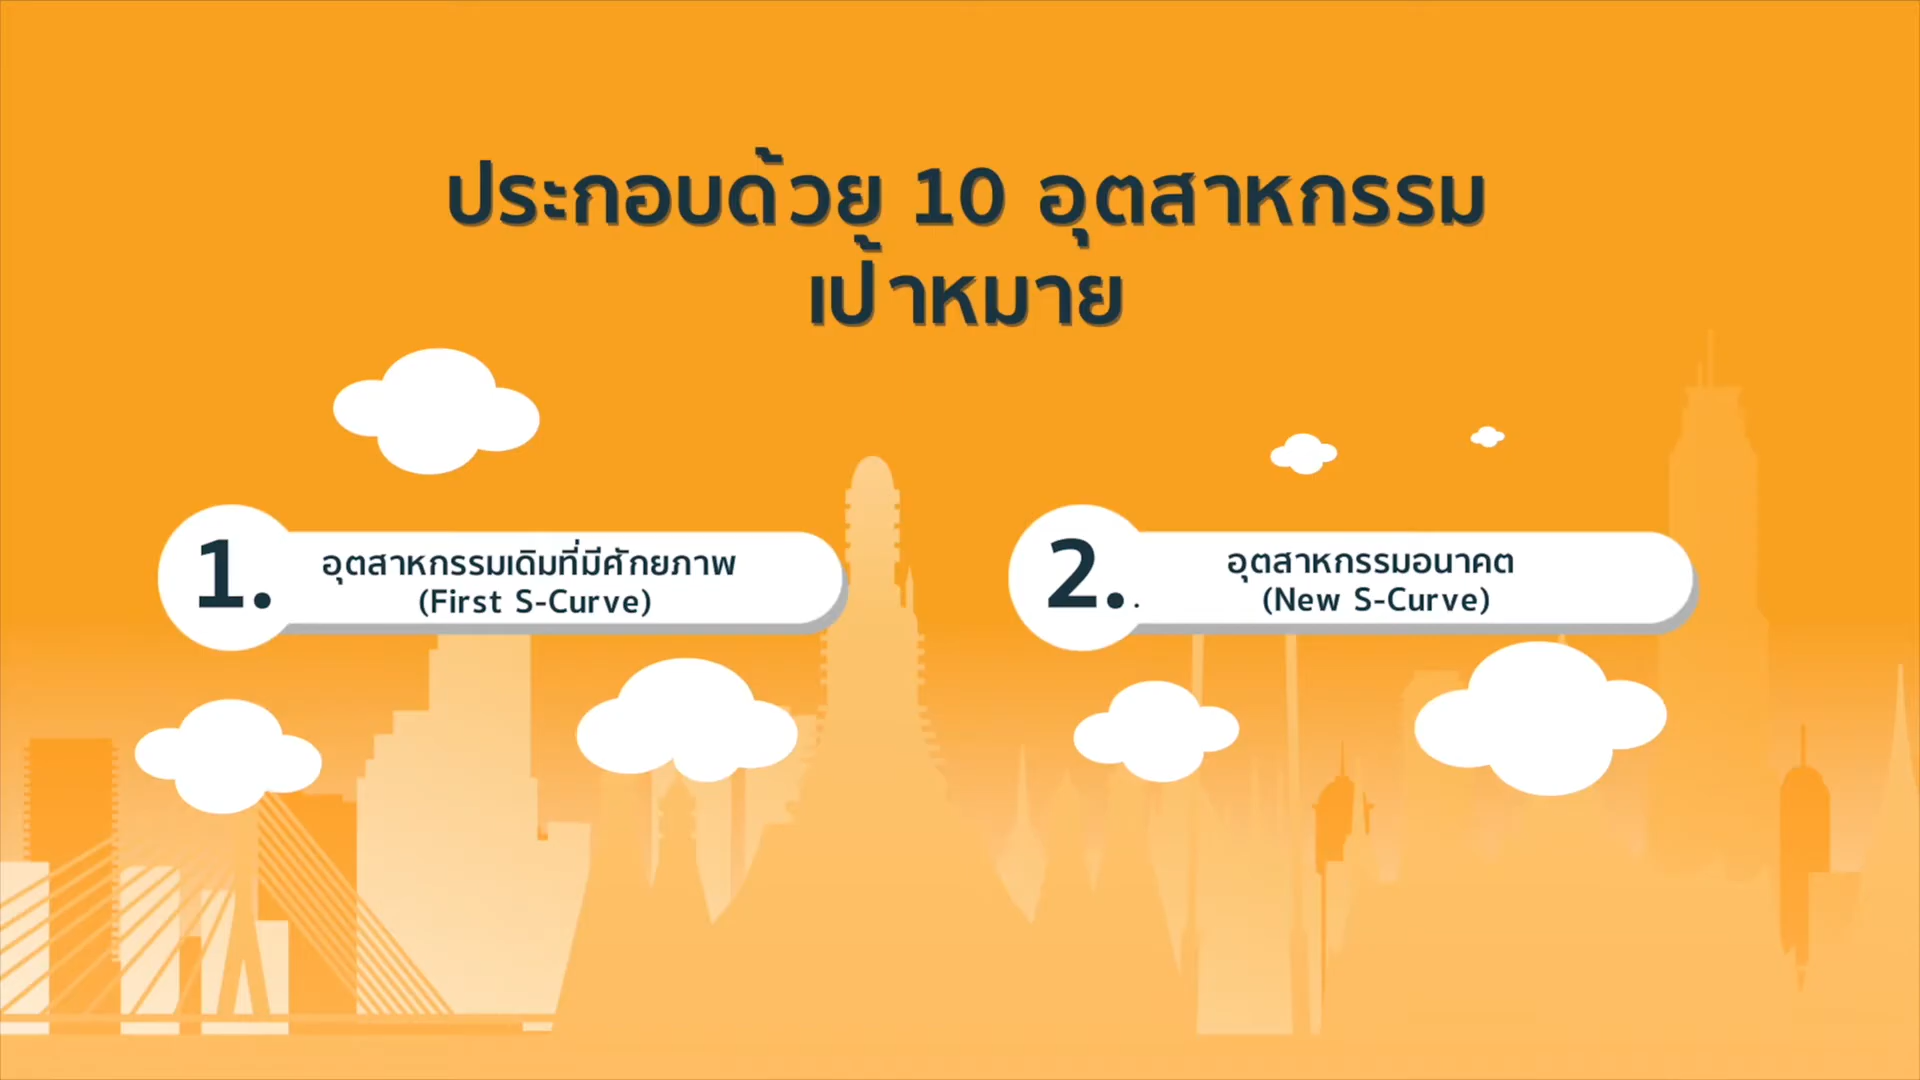 ประกอบด้วย 10 อุตสาหกรรม
เป้าหมาย
1.
อุตสาหกรรมเดิมที่มีศักยภาพ
(First S-Curve)
2..
อุตสาหกรรมอนาคต
(New S-Curve)